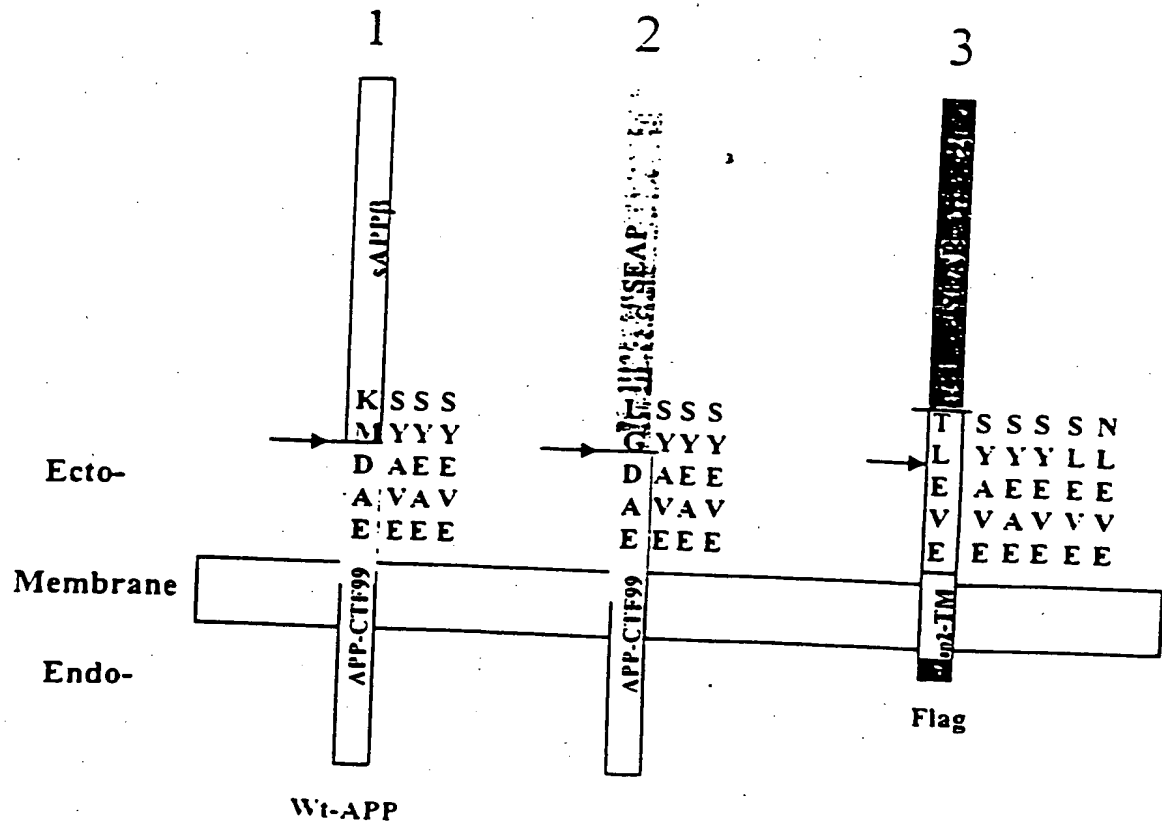 1 2 3
sAPPβ
SEAP
K S S S
M Y Y Y
D A E E
A V A V
E E E E
S S S
G Y Y Y
D A E E
A V A V
E E E E
T S S S S N
L Y Y Y L L
E A E E E E
V V A V V V
E E E E E E
Ecto-
Membrane
Endo-
APP-CTF99
APP-CTF99
-TM
Flag
Wt-APP